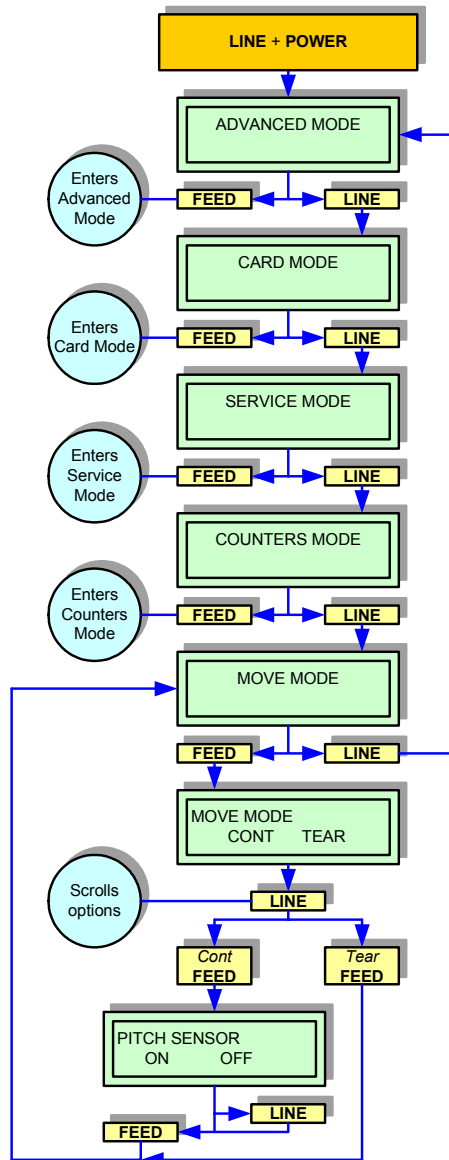 LINE + POWER
ADVANCED MODE
Enters
Advanced
Mode
FEED
LINE
CARD MODE
Enters
Card Mode
FEED
LINE
SERVICE MODE
Enters
Service
Mode
FEED
LINE
COUNTERS MODE
Enters
Counters
Mode
FEED
LINE
MOVE MODE
FEED
LINE
MOVE MODE
CONT TEAR
Scrolls
options
LINE
Cont
FEED
Tear
FEED
PITCH SENSOR
ON OFF
LINE
FEED